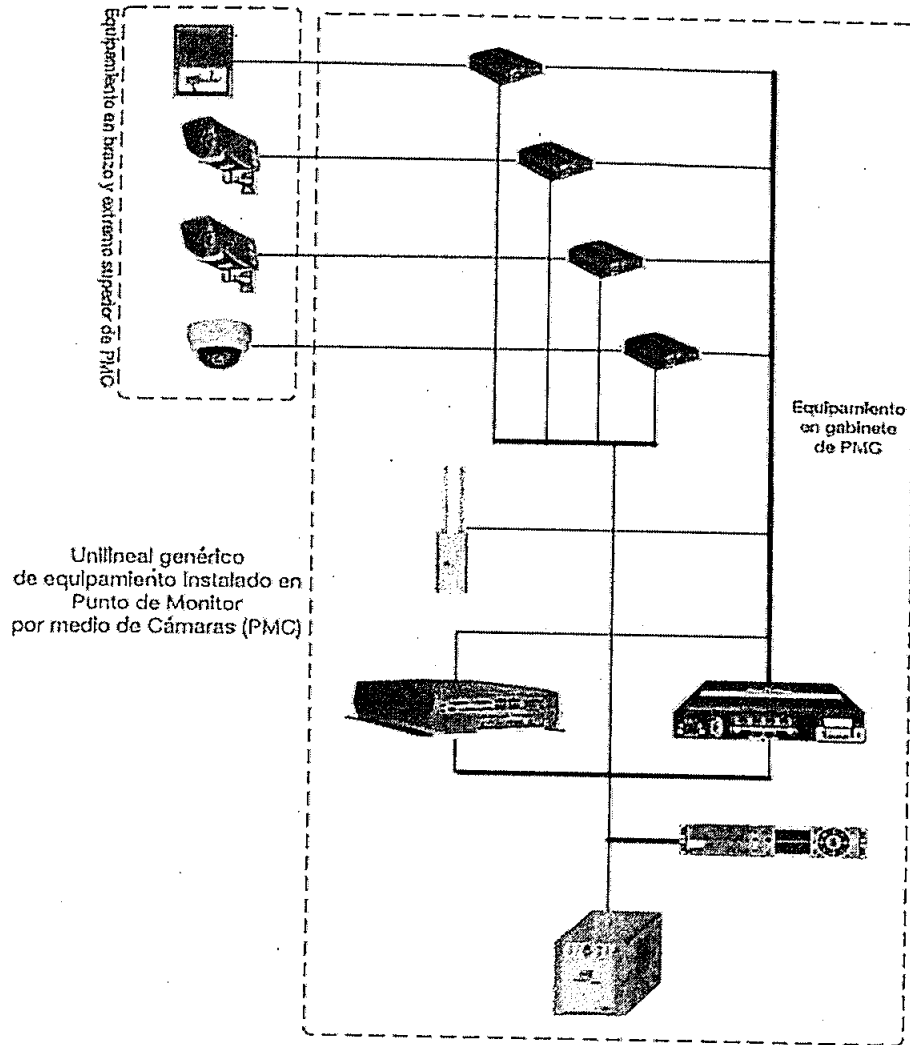 Equipamiento en brazo y extremo superior de PMC
Equipamiento
en gabinete
de PMC
Unilineal genérico
de equipamiento Instalado en
Punto de Monitor
por medio de Cámaras (PMC)